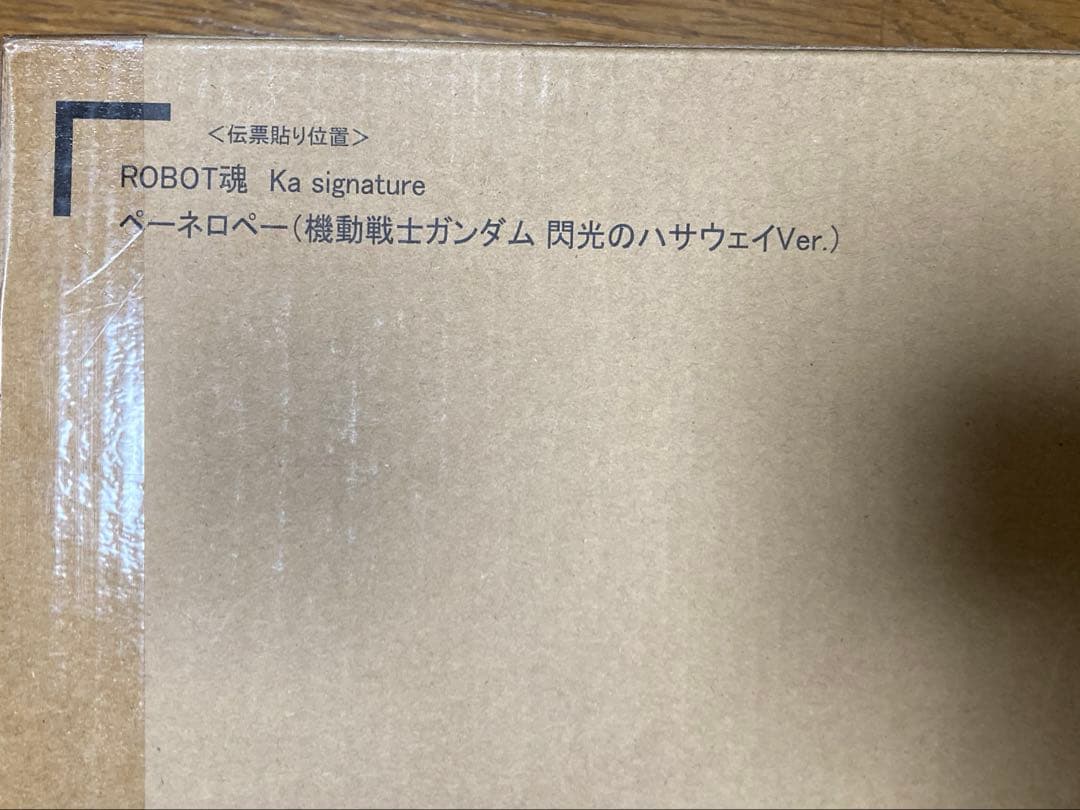 ＜伝票貼り位置＞
ROBOT魂 Ka signature
ペーネロペー(機動戦士ガンダム 閃光のハサウェイVer.)